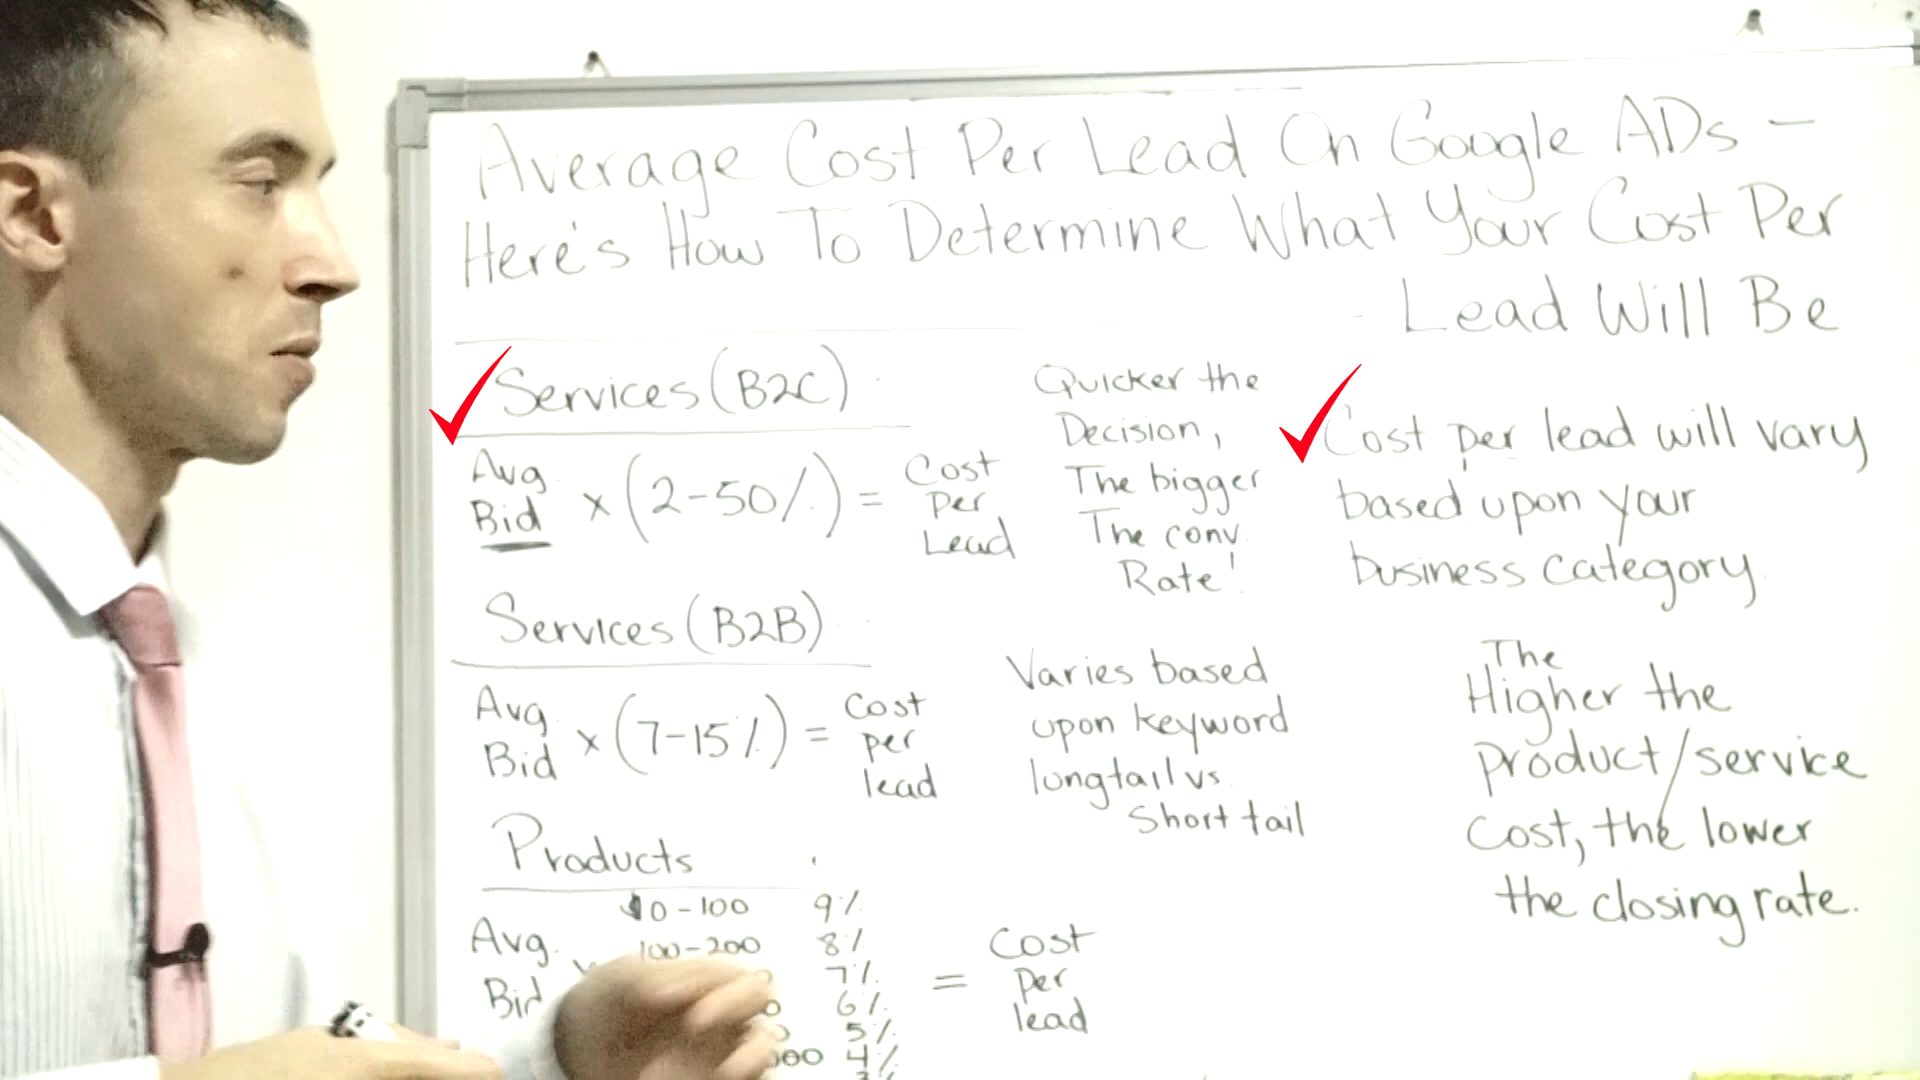 Average Cost Per Lead On Google ADs -
Here's How To Determine What Your Cost Per
Lead Will Be
Services (B2C)
Avg
Bid
x (2-50%) =
Cost
Per
Lead
Quicker the
Decision,
The bigger
The conv
Rate!
Cost per lead will vary
based upon your
business category.
Services (B2B)
Avg
Bid
x (7-15%) =
Cost
per
lead
Varies based
upon keyword
longtail vs
Short tail
The
Higher the
product/service
Cost, the lower
the closing rate.
Products
Avg.
Bid
$0-100 9%
100-200 8%
7%
6%
5%
4%
=
Cost
Per
lead